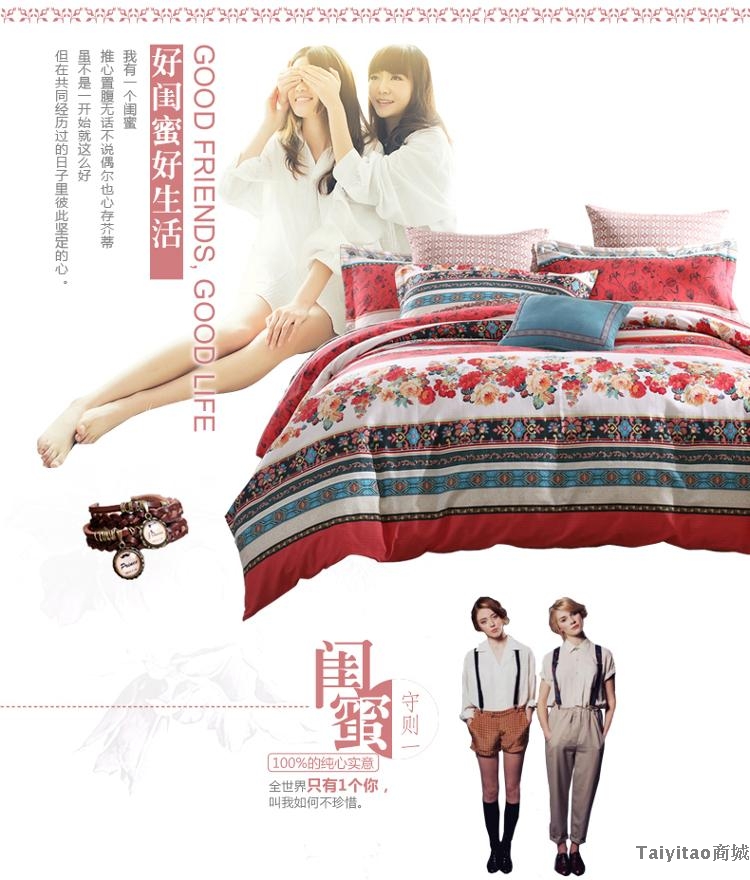 GOOD FRIENDS, GOOD LIFE
好闺蜜好生活
我有一个闺蜜
推心置腹无话不说偶尔也心存芥蒂
虽不是一开始就这么好
但在共同经历过的日子里彼此坚定的心。
Prince
闺蜜
守则一
100%的纯心实意
全世界只有1个你，
叫我如何不珍惜。
Taiyitao商城